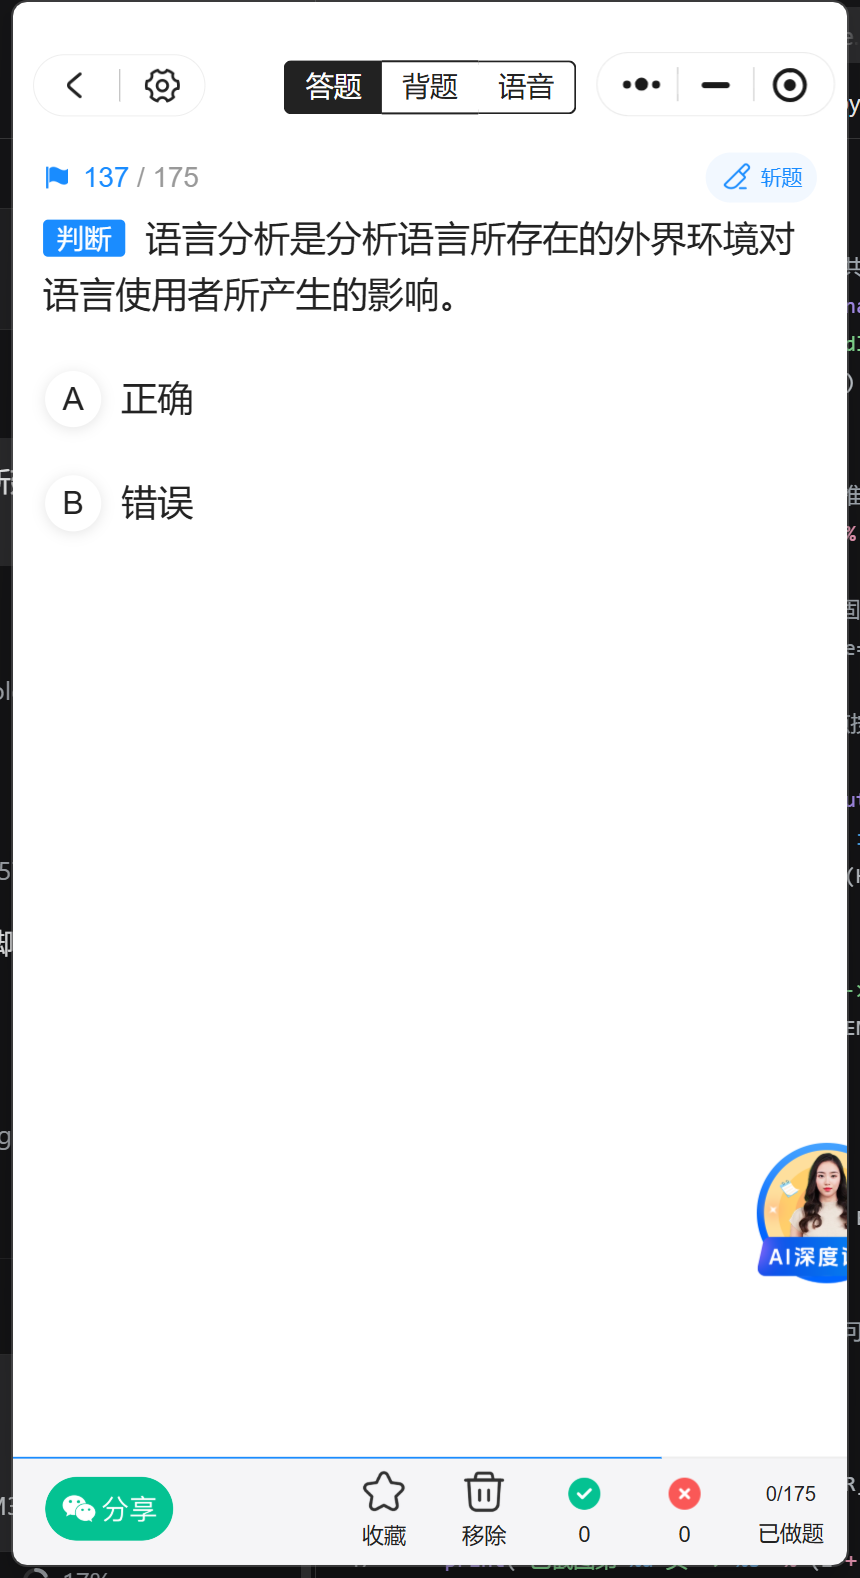 答题 背题 语音
137 / 175
斩题
判断 语言分析是分析语言所存在的外界环境对
语言使用者所产生的影响。
A 正确
B 错误
AI深度
分享
收藏
移除
0
0
0/175
已做题
17%